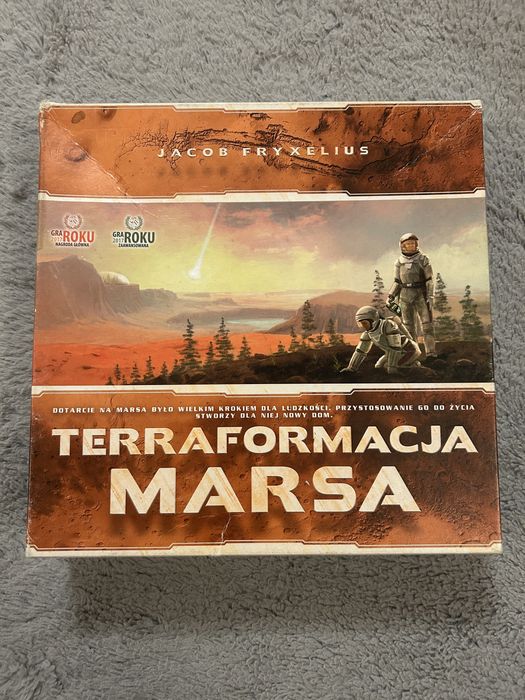 JACOB FRYXELIUS
GRA
2017 ROKU
NAGRODA GŁÓWNA
GRA
2017 ROKU
ZAAWANSOWANA
DOTARCIE NA MARSA BYŁO WIELKIM KROKIEM DLA LUDZKOŚCI. PRZYSTOSOWANIE GO DO ŻYCIA
STWORZY DLA NIEJ NOWY DOM.
TERRAFORMACJA
MARSA